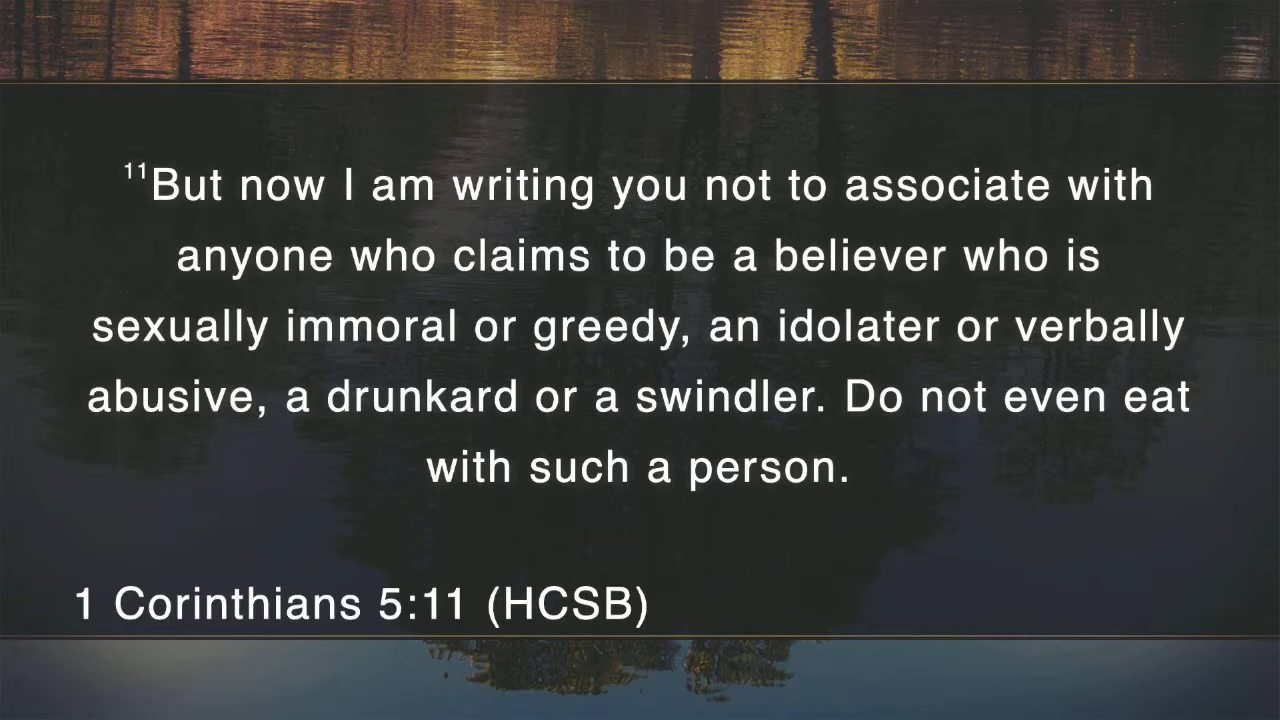 11But now I am writing you not to associate with
anyone who claims to be a believer who is
sexually immoral or greedy, an idolater or verbally
abusive, a drunkard or a swindler. Do not even eat
with such a person.
1 Corinthians 5:11 (HCSB)